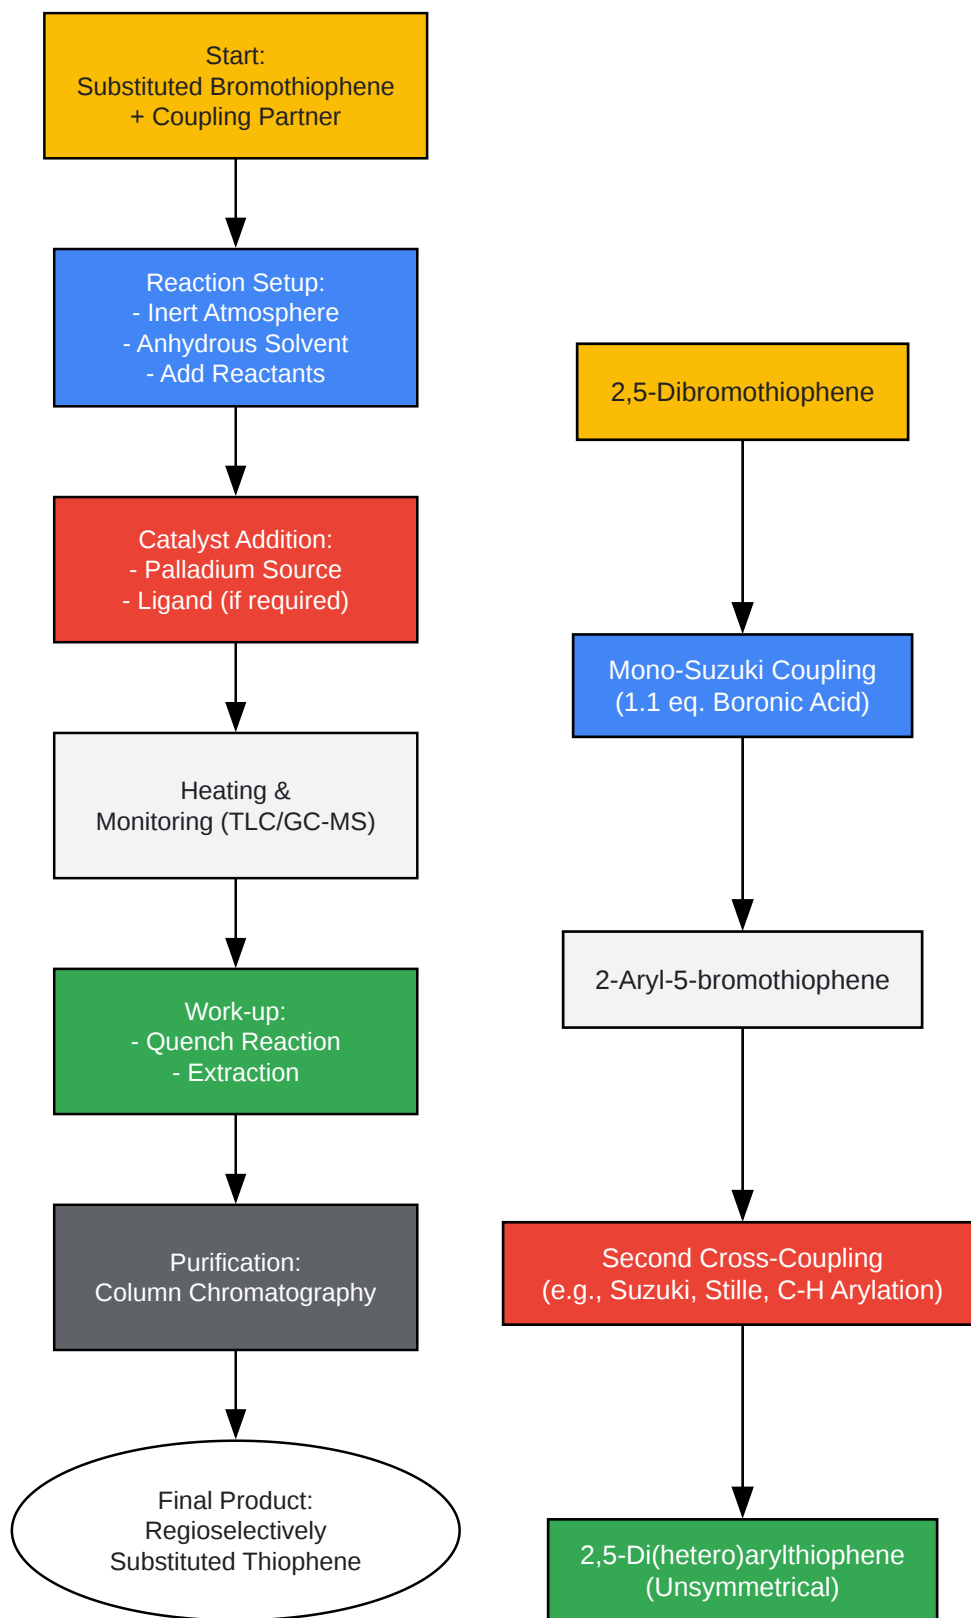 Start:
Substituted Bromothiophene
+ Coupling Partner
Reaction Setup:
- Inert Atmosphere
- Anhydrous Solvent
- Add Reactants
Catalyst Addition:
- Palladium Source
- Ligand (if required)
Heating &
Monitoring (TLC/GC-MS)
Work-up:
- Quench Reaction
- Extraction
Purification:
Column Chromatography
Final Product:
Regioselectively
Substituted Thiophene
2,5-Dibromothiophene
Mono-Suzuki Coupling
(1.1 eq. Boronic Acid)
2-Aryl-5-bromothiophene
Second Cross-Coupling
(e.g., Suzuki, Stille, C-H Arylation)
2,5-Di(hetero)arylthiophene
(Unsymmetrical)